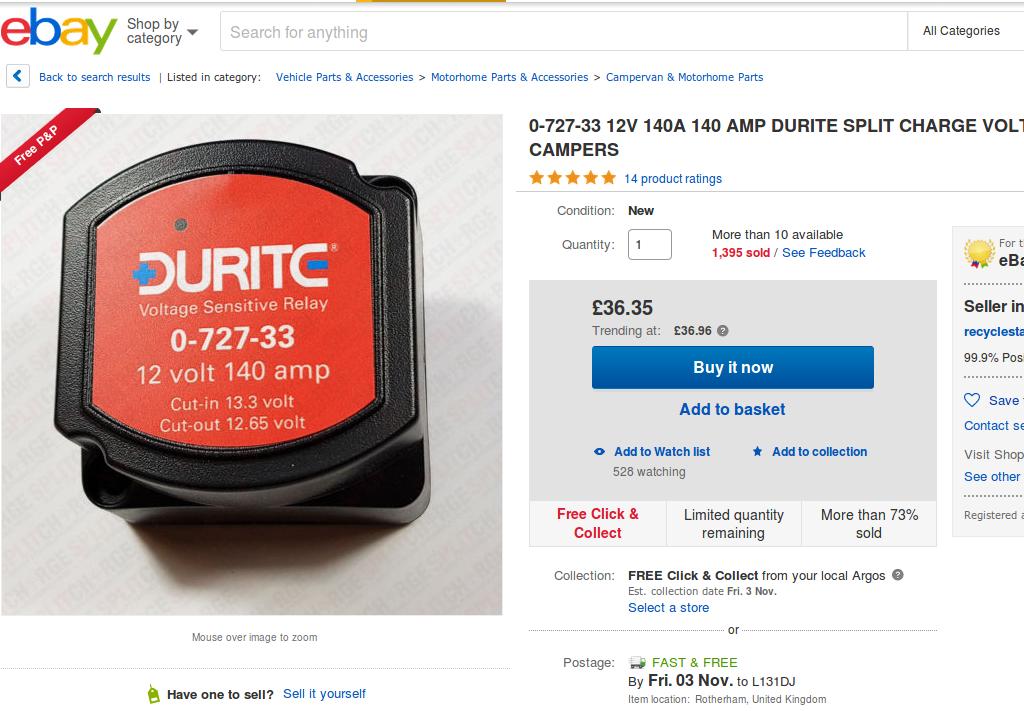 ebay
Shop by
category
Search for anything
All Categories
Back to search results | Listed in category: Vehicle Parts & Accessories > Motorhome Parts & Accessories > Campervan & Motorhome Parts
Free P&P
DURITE®
Voltage Sensitive Relay
0-727-33
12 volt 140 amp
Cut-in 13.3 volt
Cut-out 12.65 volt
Mouse over image to zoom
Have one to sell? Sell it yourself
0-727-33 12V 140A 140 AMP DURITE SPLIT CHARGE VOLT
CAMPERS
14 product ratings
Condition: New
Quantity: 1
More than 10 available
1,395 sold / See Feedback
£36.35
Trending at: £36.96 ?
Buy it now
Add to basket
Add to Watch list
Add to collection
528 watching
Free Click &
Collect
Limited quantity
remaining
More than 73%
sold
Collection: FREE Click & Collect from your local Argos ?
Est. collection date Fri. 3 Nov.
Select a store
or
Postage: FAST & FREE
By Fri. 03 Nov. to L131DJ
Item location: Rotherham, United Kingdom
For t
eBa
Seller in
recyclesta
99.9% Posi
Save
Contact se
Visit Shop
See other
Registered a